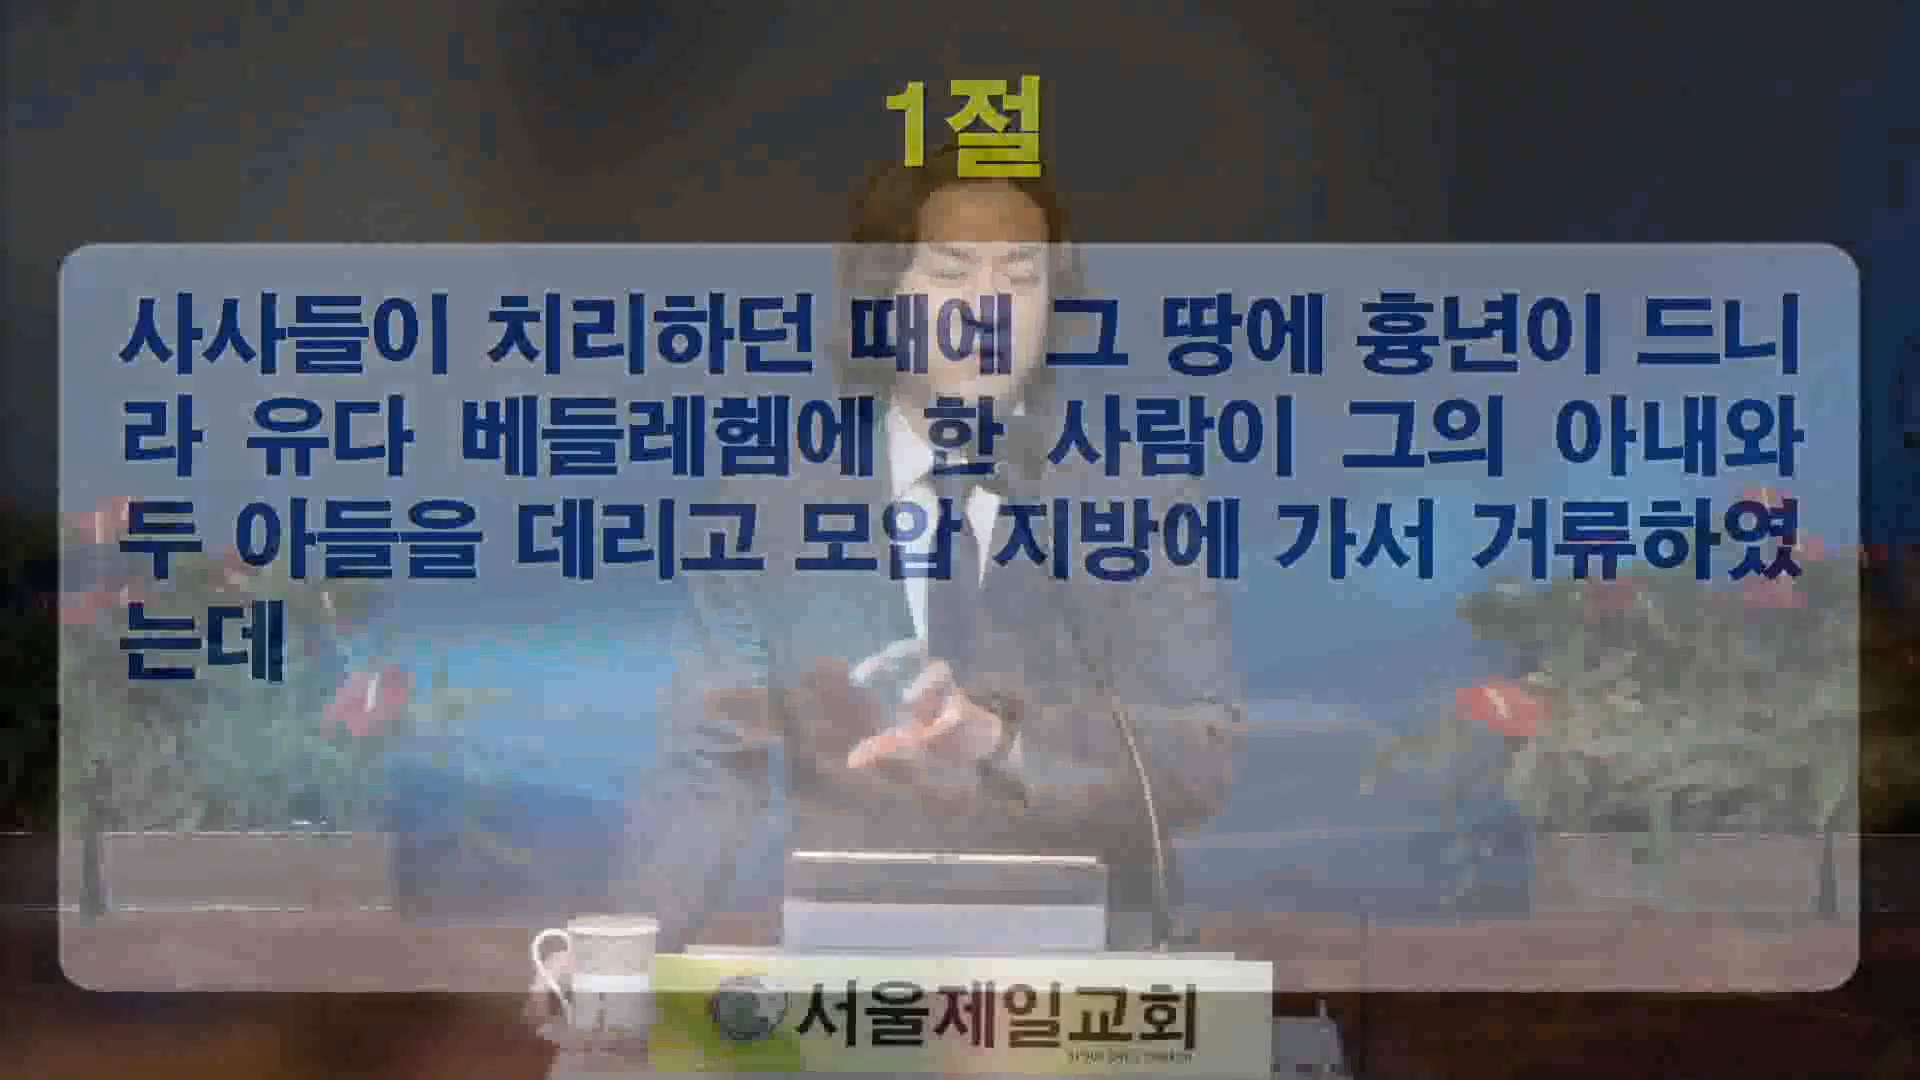 1절
사사들이 치리하던 때에 그 땅에 흉년이 드니
라 유다 베들레헴에 한 사람이 그의 아내와
두 아들을 데리고 모압 지방에 가서 거류하였
는데
서울제일교회